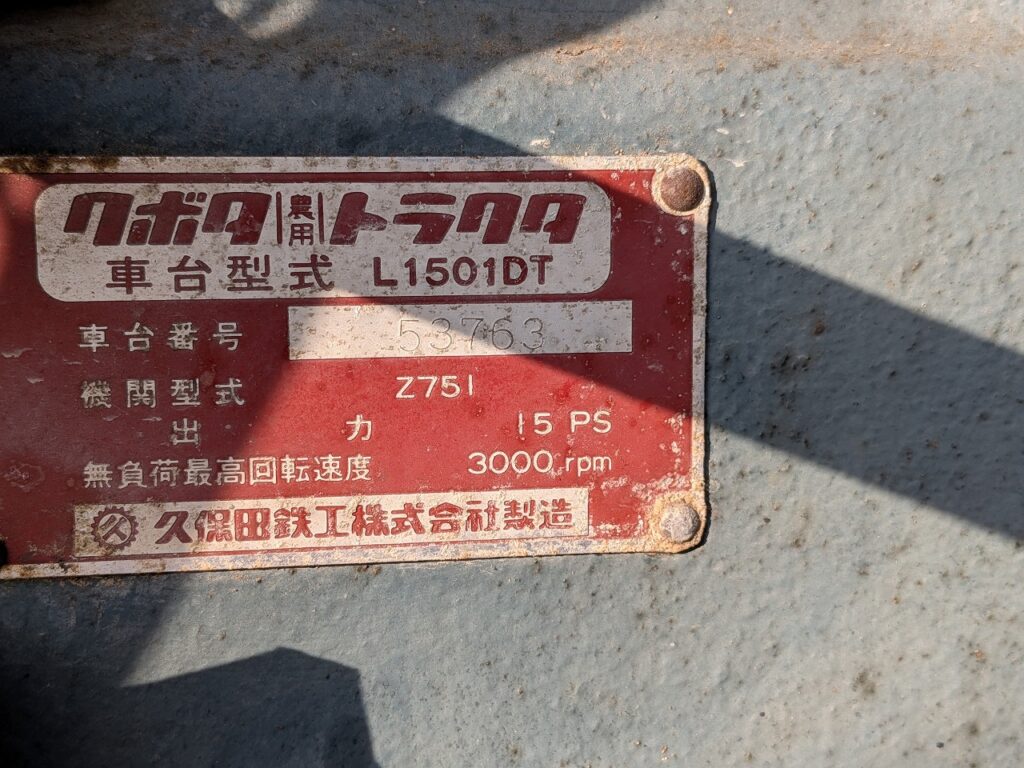 クボタ農用トラクタ
車台型式 L1501DT
車台番号 53763
機関型式 Z751
出力 15 PS
無負荷最高回転速度 3000 rpm
久保田鉄工株式会社製造